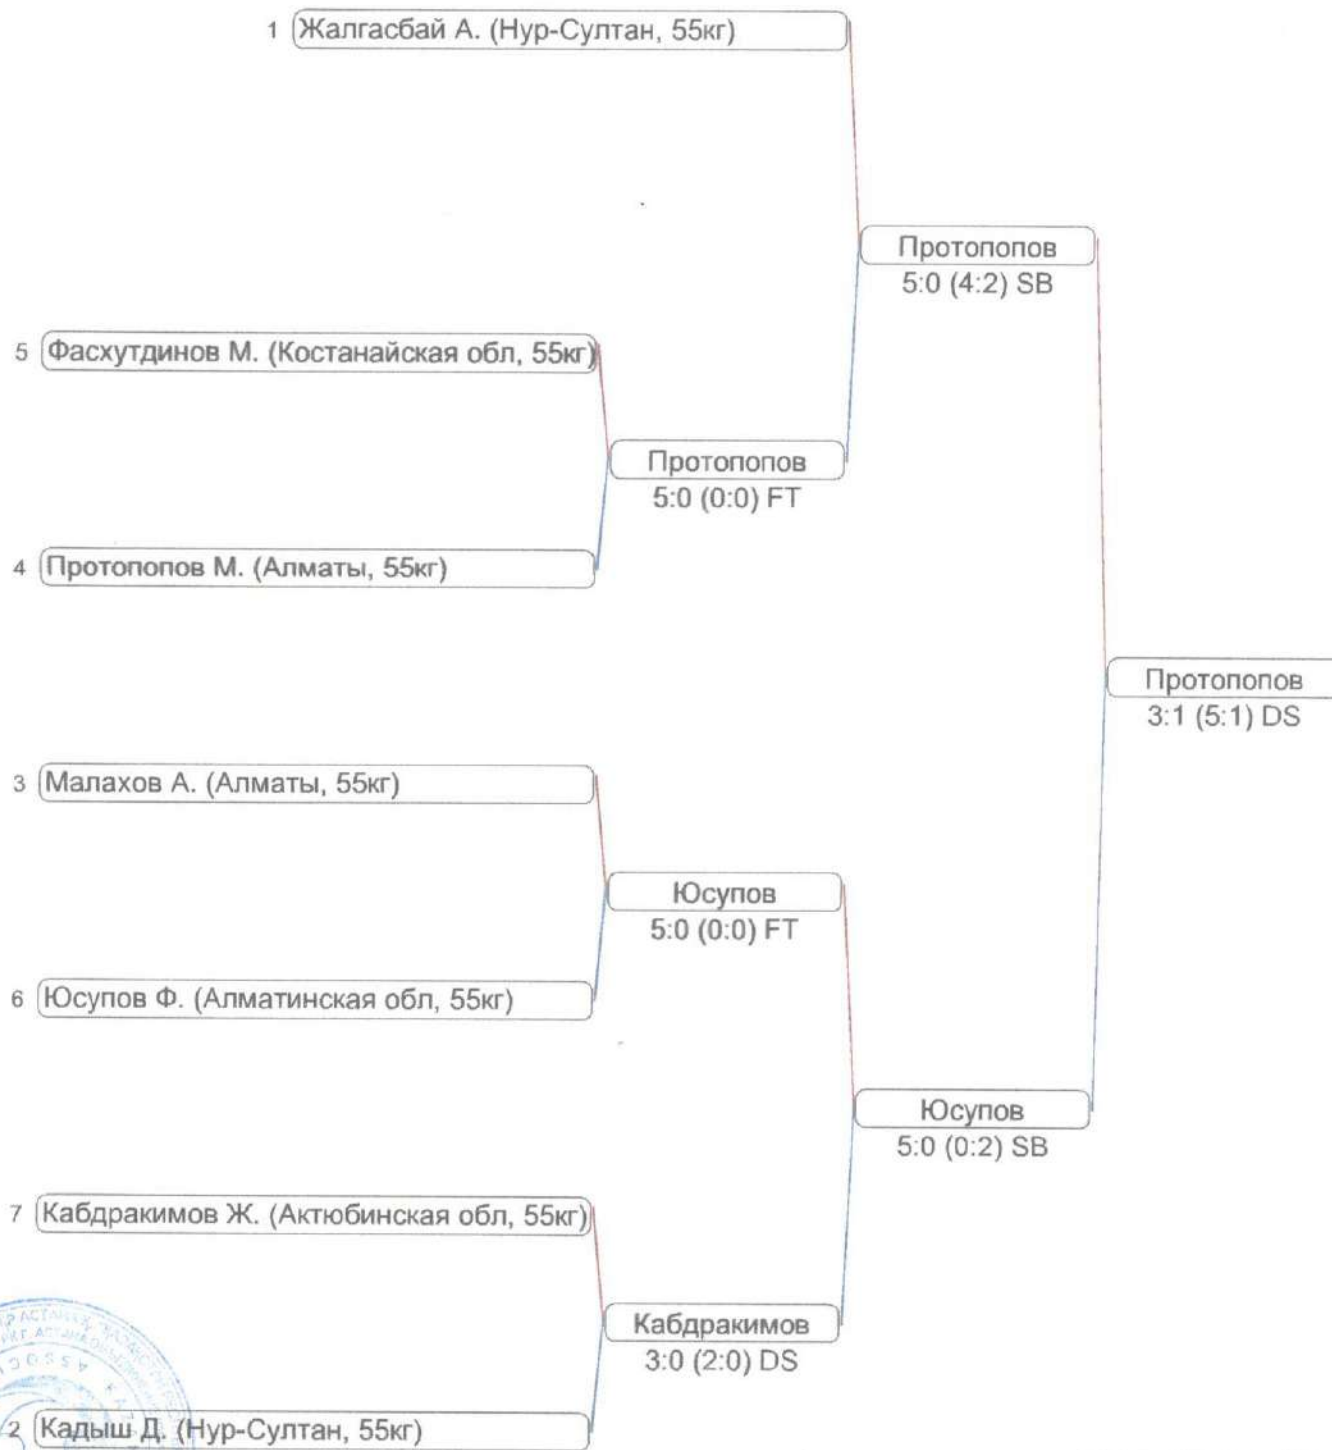 1 Жалгасбай А. (Нур-Султан, 55кг)
Протопопов
5:0 (4:2) SB
5 Фасхутдинов М. (Костанайская обл, 55кг)
Протопопов
5:0 (0:0) FT
4 Протопопов М. (Алматы, 55кг)
Протопопов
3:1 (5:1) DS
3 Малахов А. (Алматы, 55кг)
Юсупов
5:0 (0:0) FT
6 Юсупов Ф. (Алматинская обл, 55кг)
Юсупов
5:0 (0:2) SB
7 Кабдракимов Ж. (Актюбинская обл, 55кг)
Кабдракимов
3:0 (2:0) DS
2 Кадыш Д. (Нур-Султан, 55кг)